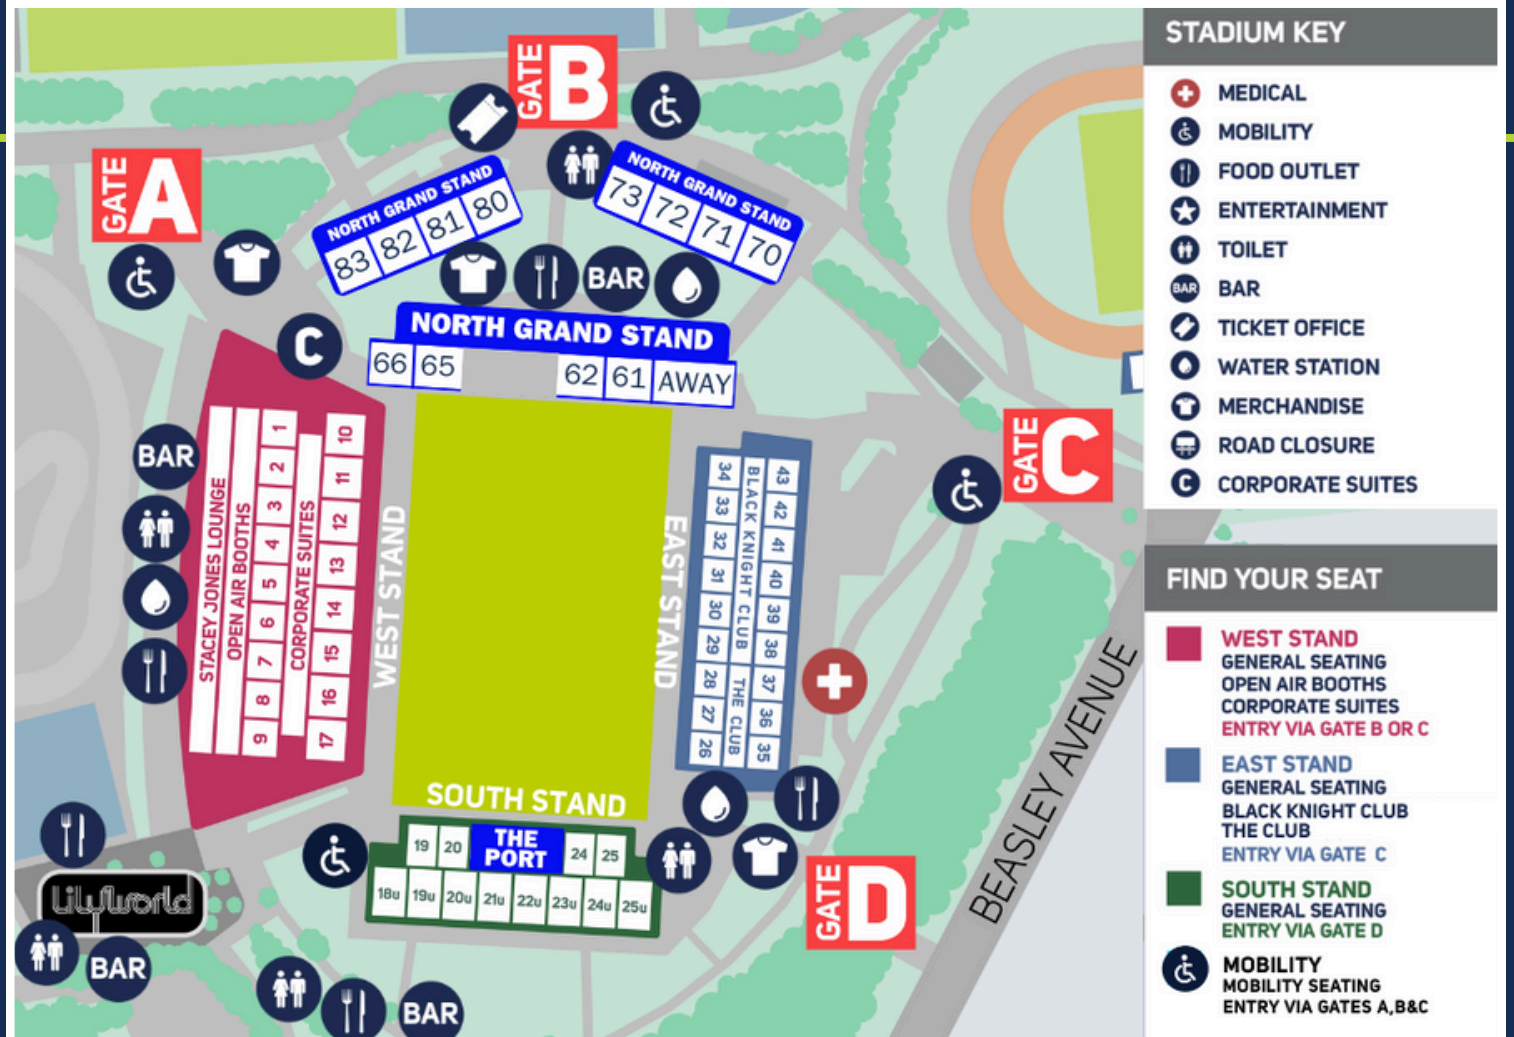 GATE A
GATE B
NORTH GRAND STAND
83 82 81 80
NORTH GRAND STAND
73 72 71 70
BAR
C
NORTH GRAND STAND
66 65 62 61 AWAY
GATE C
BAR
STACEY JONES LOUNGE
OPEN AIR BOOTHS
1 2 3 4 5 6 7 8 9
CORPORATE SUITES
10 11 12 13 14 15 16 17
WEST STAND
EAST STAND
34 33 32 31 30 29 28 27 26
BLACK KNIGHT CLUB THE CLUB
43 42 41 40 39 38 37 36 35
SOUTH STAND
19 20 THE PORT 24 25
18u 19u 20u 21u 22u 23u 24u 25u
GATE D
BEASLEY AVENUE
Lilyworld
BAR
BAR
STADIUM KEY
MEDICAL
MOBILITY
FOOD OUTLET
ENTERTAINMENT
TOILET
BAR BAR
TICKET OFFICE
WATER STATION
MERCHANDISE
ROAD CLOSURE
C CORPORATE SUITES
FIND YOUR SEAT
WEST STAND
GENERAL SEATING
OPEN AIR BOOTHS
CORPORATE SUITES
ENTRY VIA GATE B OR C
EAST STAND
GENERAL SEATING
BLACK KNIGHT CLUB
THE CLUB
ENTRY VIA GATE C
SOUTH STAND
GENERAL SEATING
ENTRY VIA GATE D
MOBILITY
MOBILITY SEATING
ENTRY VIA GATES A,B&C